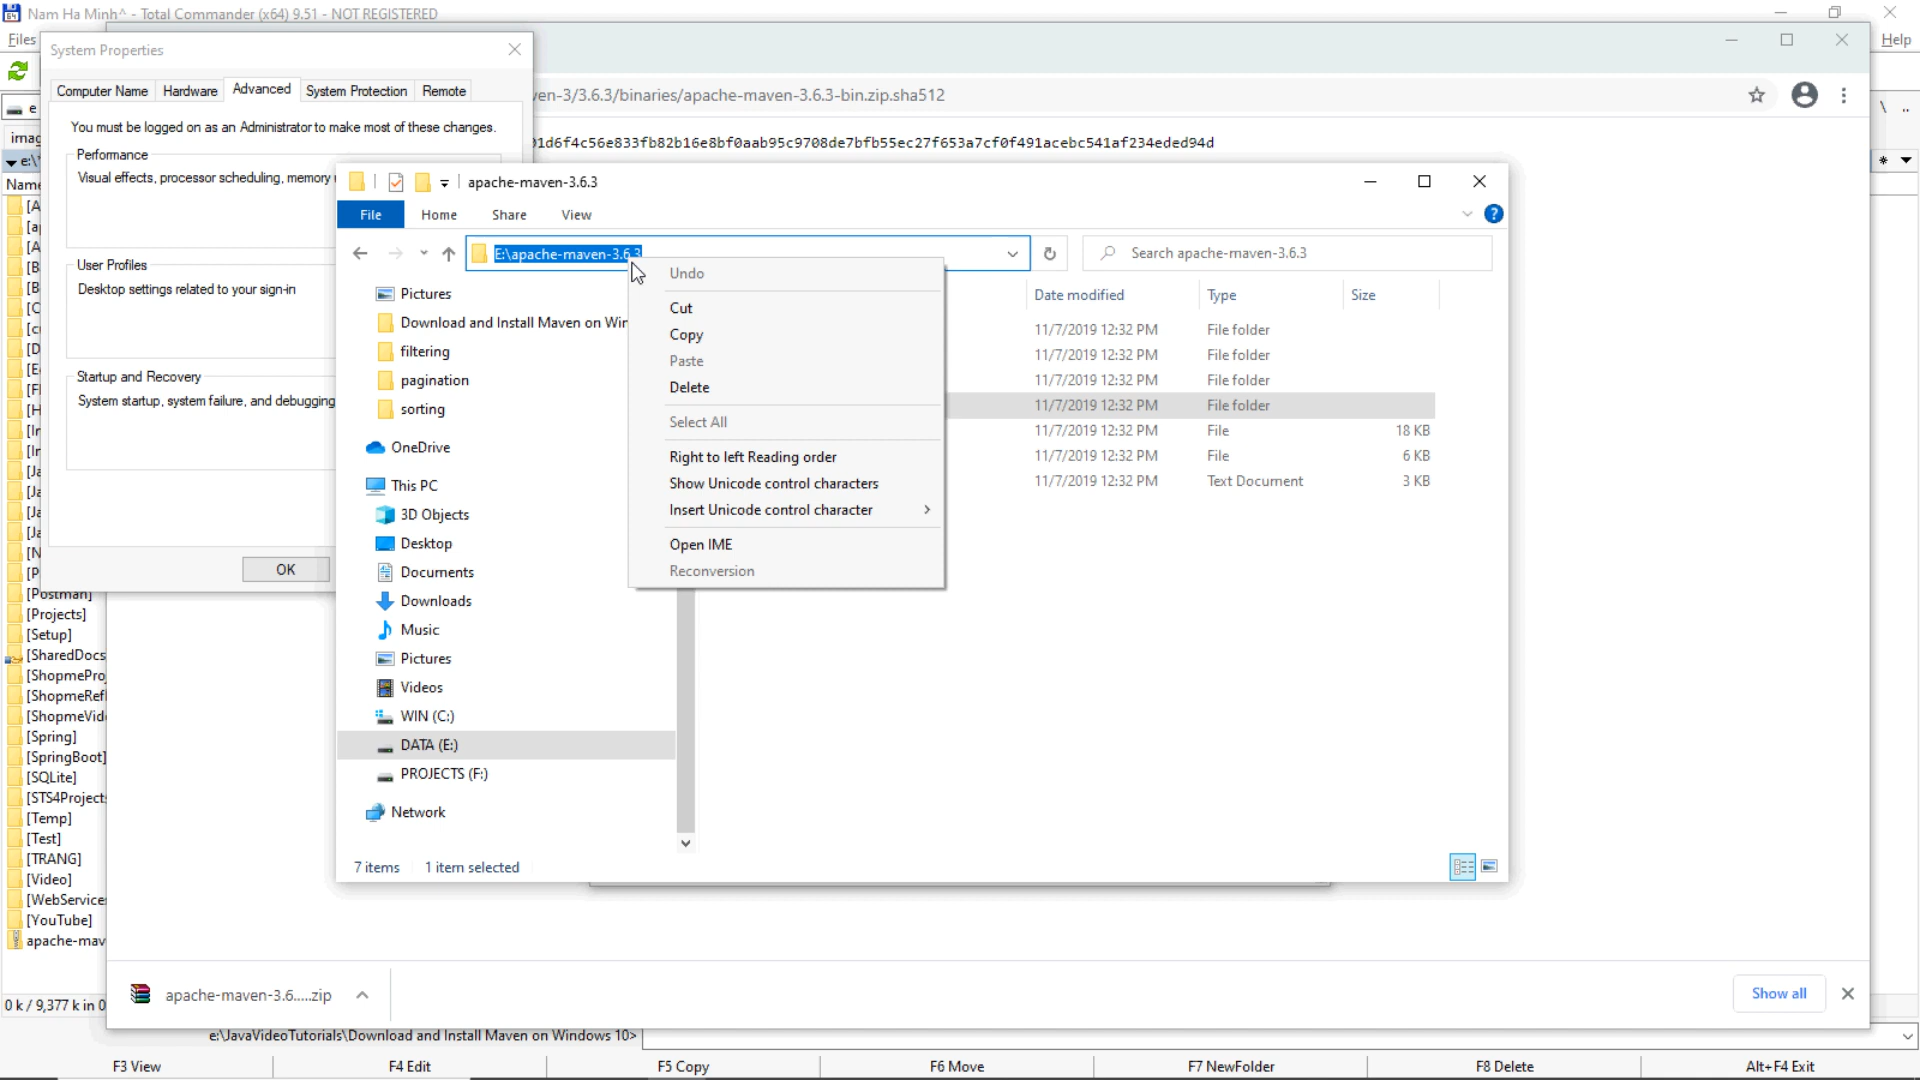 Nam Ha Minh^ - Total Commander (x64) 9.51 - NOT REGISTERED
Files
Help
System Properties
Computer Name Hardware Advanced System Protection Remote
You must be logged on as an Administrator to make most of these changes.
Performance
Visual effects, processor scheduling, memory
User Profiles
Desktop settings related to your sign-in
Startup and Recovery
System startup, system failure, and debugging
OK
ven-3/3.6.3/binaries/apache-maven-3.6.3-bin.zip.sha512
1d6f4c56e833fb82b16e8bf0aab95c9708de7bfb55ec27f653a7cf0f491acebc541af234eded94d
apache-maven-3.6.3
File Home Share View
E:\apache-maven-3.6.3
Search apache-maven-3.6.3
Pictures
Download and Install Maven on Win
filtering
pagination
sorting
OneDrive
This PC
3D Objects
Desktop
Documents
Downloads
Music
Pictures
Videos
WIN (C:)
DATA (E:)
PROJECTS (F:)
Network
Undo
Cut
Copy
Paste
Delete
Select All
Right to left Reading order
Show Unicode control characters
Insert Unicode control character
Open IME
Reconversion
Date modified Type Size
11/7/2019 12:32 PM File folder
11/7/2019 12:32 PM File folder
11/7/2019 12:32 PM File folder
11/7/2019 12:32 PM File folder
11/7/2019 12:32 PM File 18 KB
11/7/2019 12:32 PM File 6 KB
11/7/2019 12:32 PM Text Document 3 KB
7 items 1 item selected
e
imag
e:\*
\ ..
*
Name
[A
[ap
[A
[B
[B
[C
[D
[H
[Postman]
[Projects]
[Setup]
[SharedDocs
[ShopmeProj
[ShopmeRef
[ShopmeVid
[Spring]
[SpringBoot]
[SQLite]
[STS4Project
[Temp]
[Test]
[TRANG]
[Video]
[WebService
[YouTube]
apache-mav
0 k / 9,377 k in 0
apache-maven-3.6.....zip
Show all
e:\JavaVideoTutorials\Download and Install Maven on Windows 10>
F3 View F4 Edit F5 Copy F6 Move F7 NewFolder F8 Delete Alt+F4 Exit